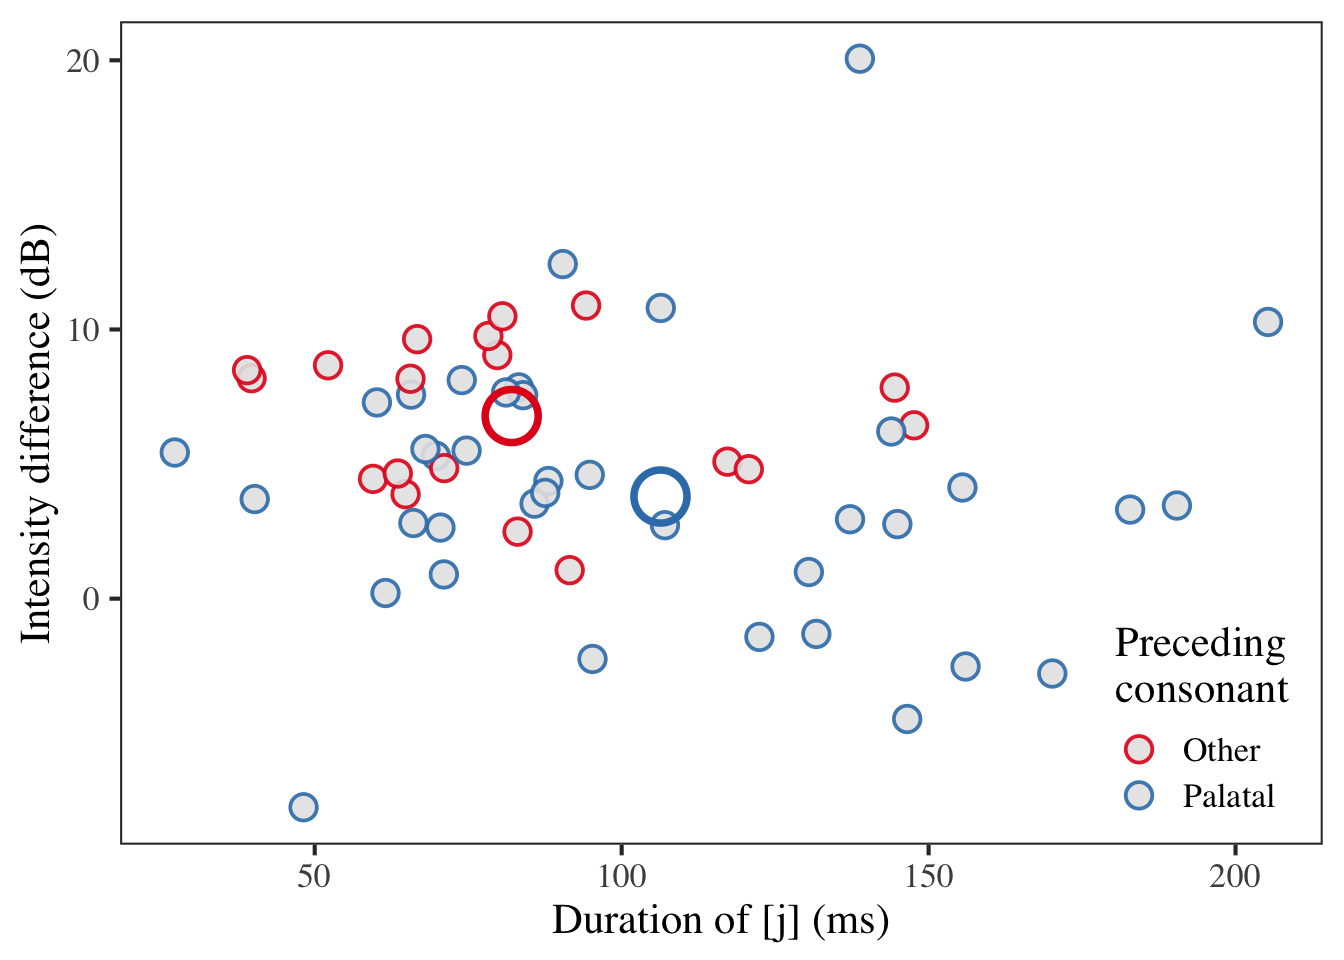 20
10
0
Intensity difference (dB)
50
100
150
200
Duration of [j] (ms)
Preceding
consonant
Other
Palatal